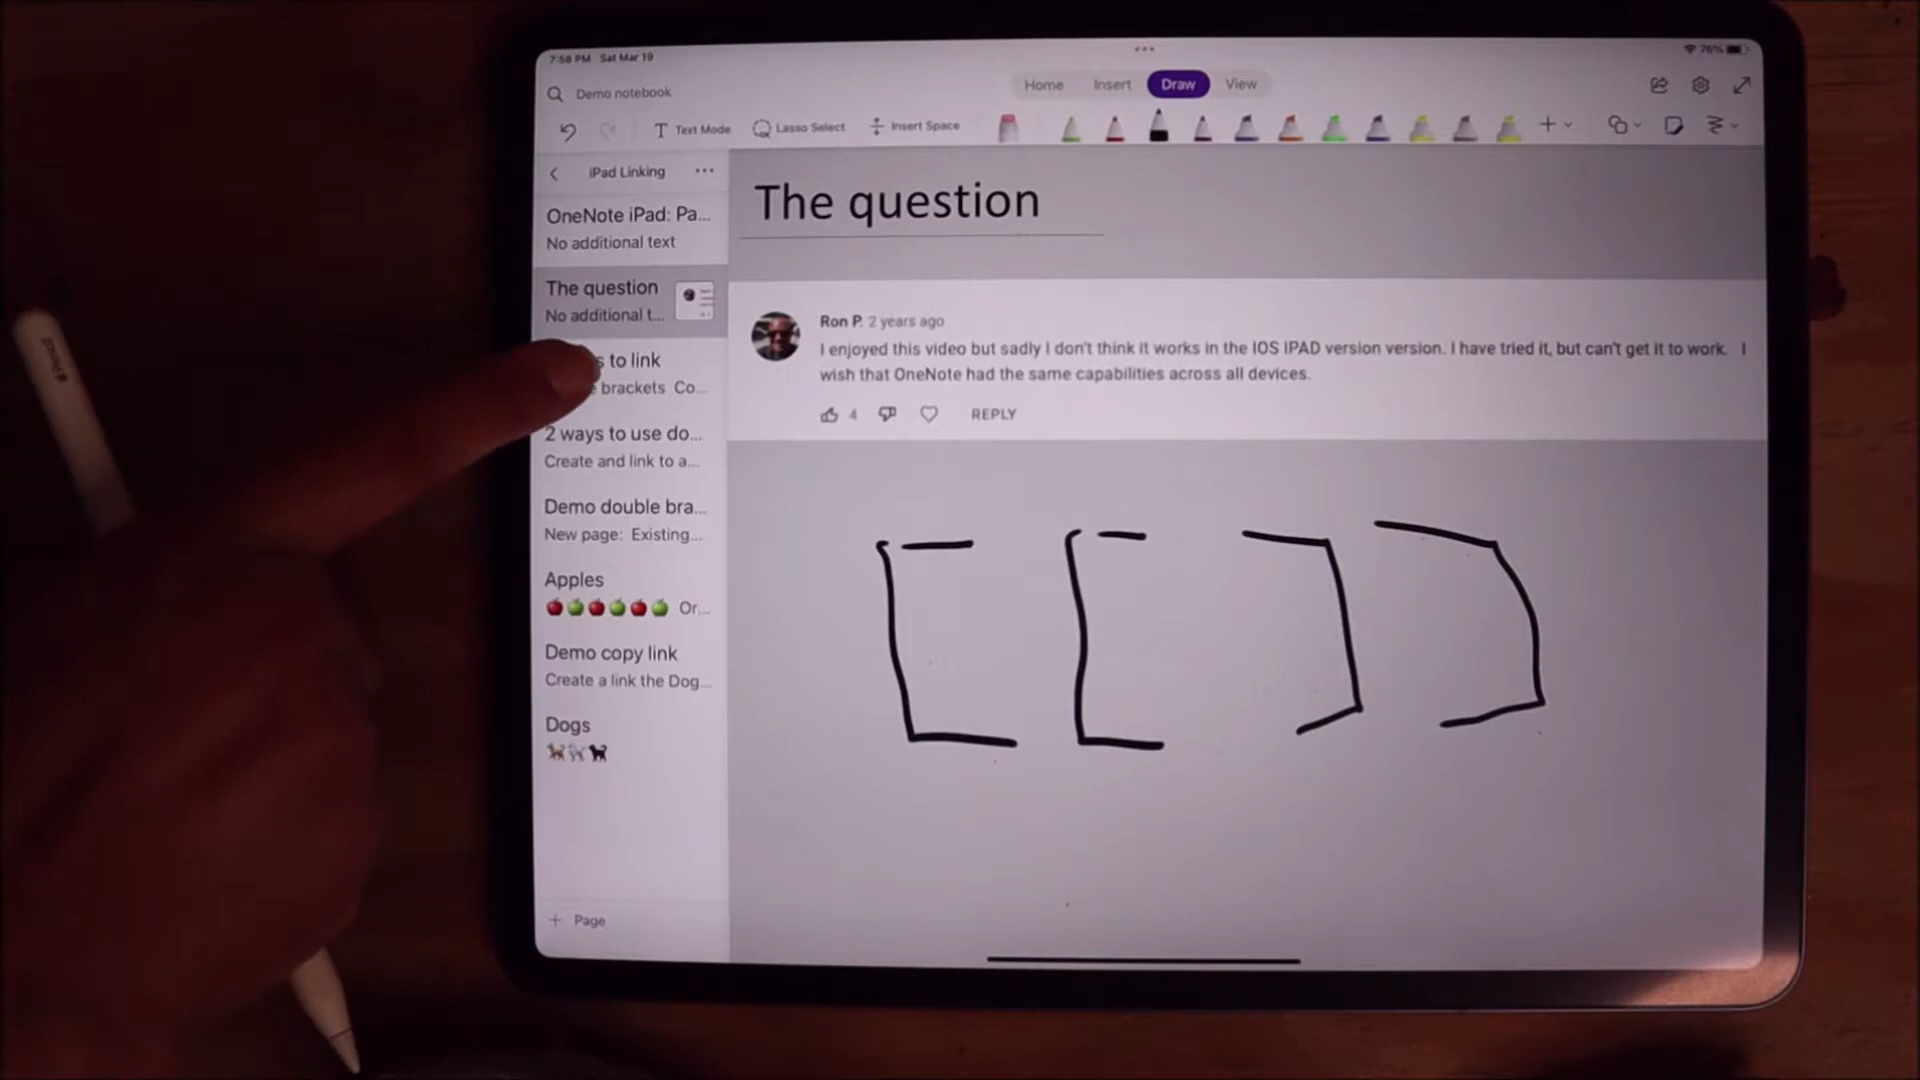 7:58 PM Sat Mar 19
76%
Demo notebook
Home Insert Draw View
Text Mode Lasso Select Insert Space
iPad Linking
OneNote iPad: Pa...
No additional text
The question
No additional t...
to link
brackets Co...
2 ways to use do...
Create and link to a...
Demo double bra...
New page: Existing...
Apples
Or...
Demo copy link
Create a link the Dog...
Dogs
+ Page
The question
Ron P. 2 years ago
I enjoyed this video but sadly I don't think it works in the IOS IPAD version version. I have tried it, but can't get it to work. I
wish that OneNote had the same capabilities across all devices.
4 REPLY
[ [ ] ]
Pencil